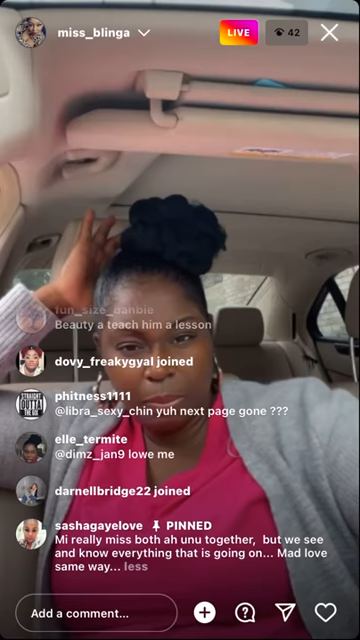 miss_blinga
LIVE
42
fun_size_danbie
Beauty a teach him a lesson
dovy_freakygyal joined
phitness1111
@libra_sexy_chin yuh next page gone ???
elle_termite
@dimz_jan9 lowe me
darnellbridge22 joined
sashagayelove PINNED
Mi really miss both ah unu together, but we see
and know everything that is going on... Mad love
same way... less
Add a comment...